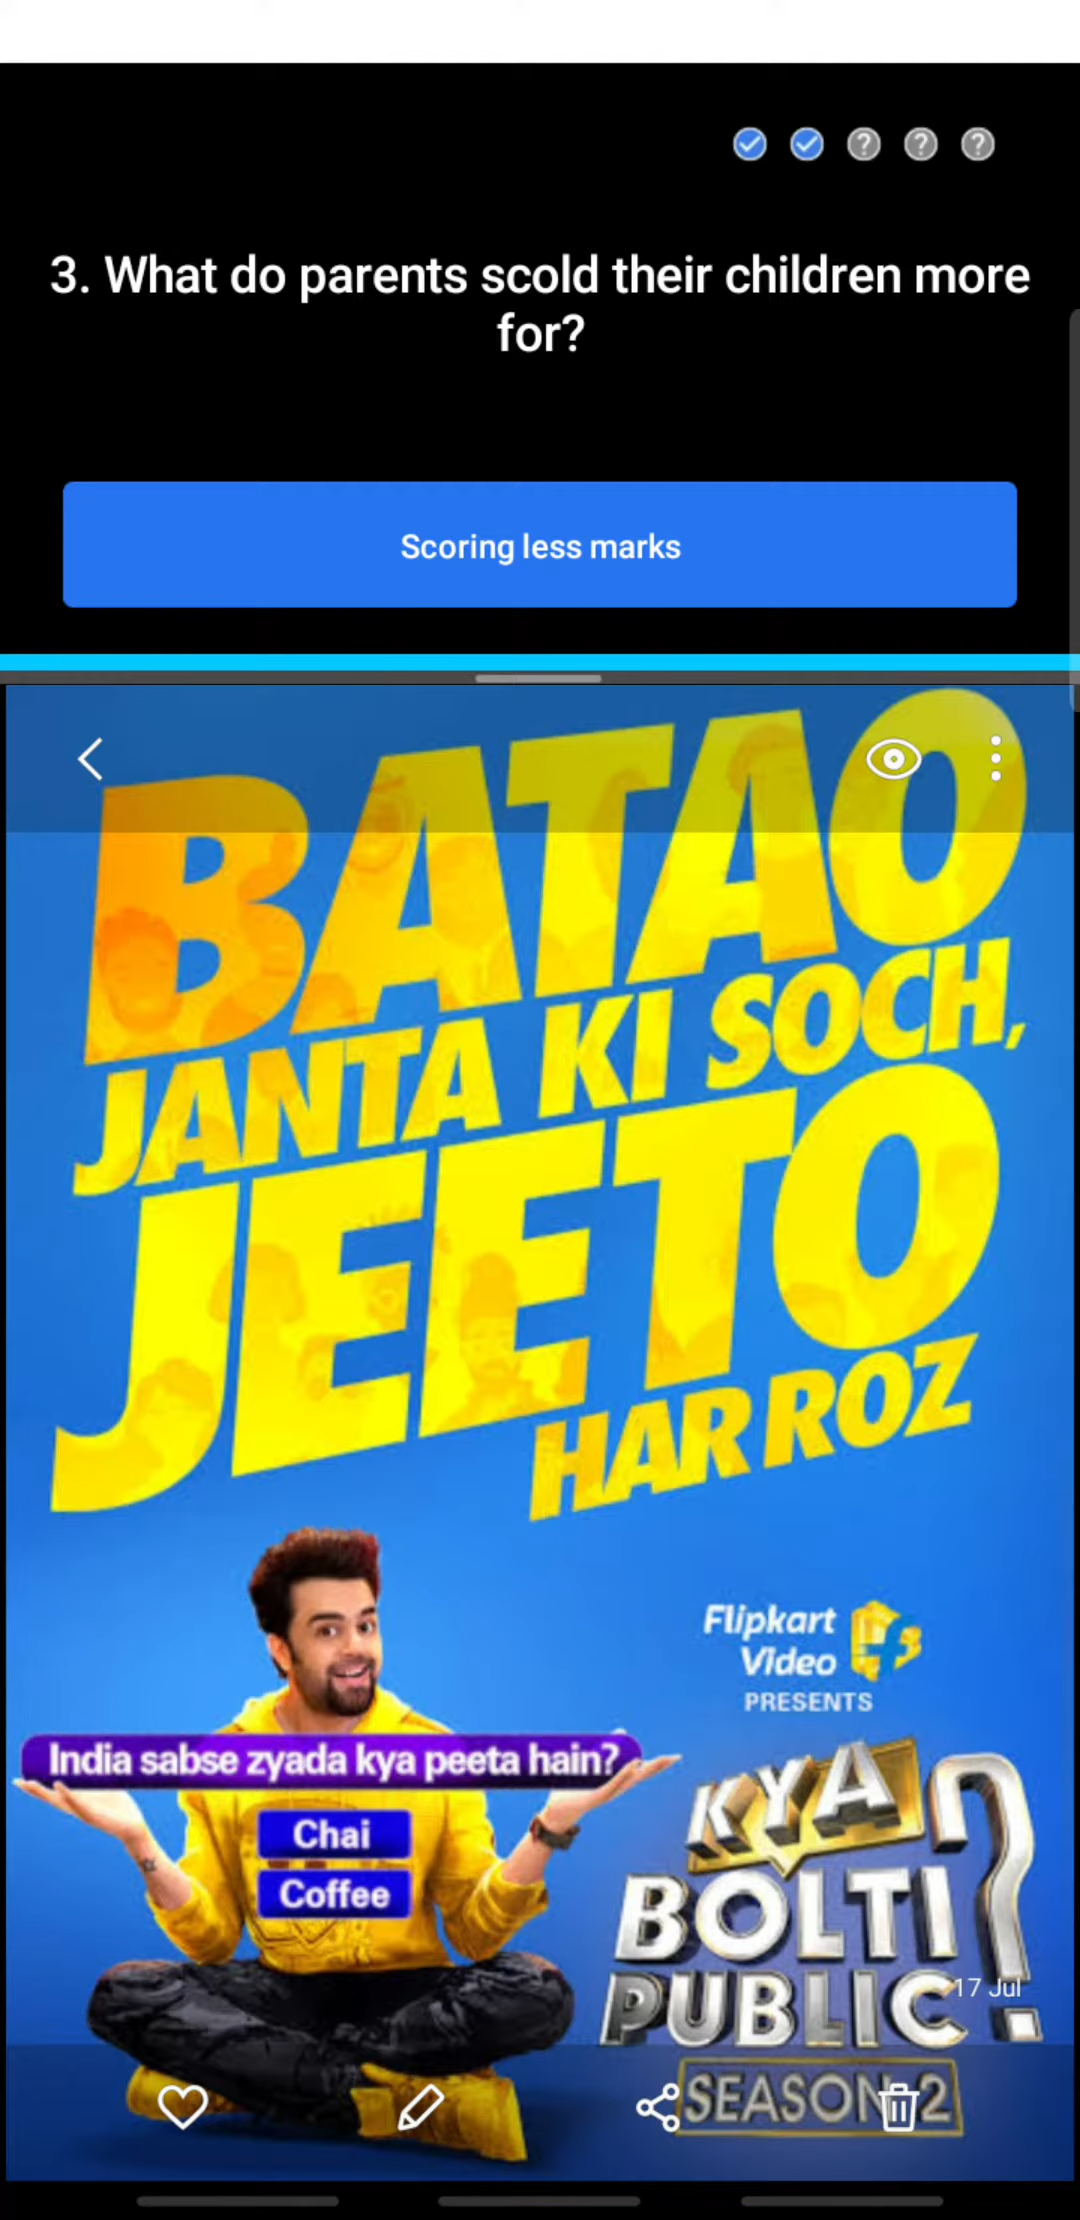 3. What do parents scold their children more
for?
Scoring less marks
BATAO
JANTA KI SOCH,
JEETO
HAR ROZ
Flipkart
Video
PRESENTS
India sabse zyada kya peeta hain?
Chai
Coffee
KYA
BOLTI
PUBLIC?
17 Jul
SEASON 2